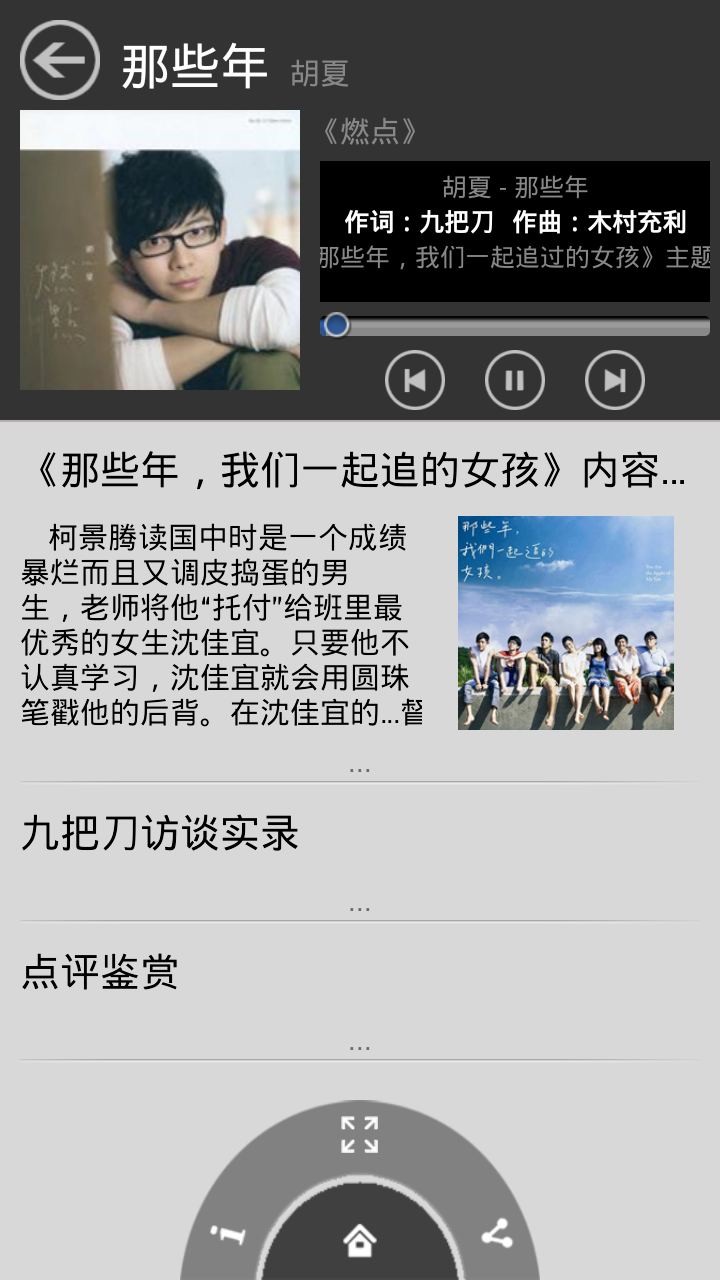 那些年 胡夏
《燃点》
胡夏 - 那些年
作词：九把刀 作曲：木村充利
那些年，我们一起追过的女孩》主题
燃点
《那些年，我们一起追的女孩》内容...
柯景腾读国中时是一个成绩
暴烂而且又调皮捣蛋的男
生，老师将他“托付”给班里最
优秀的女生沈佳宜。只要他不
认真学习，沈佳宜就会用圆珠
笔戳他的后背。在沈佳宜的...督
那些年,
我們一起追的
女孩。
...
九把刀访谈实录
...
点评鉴赏
...